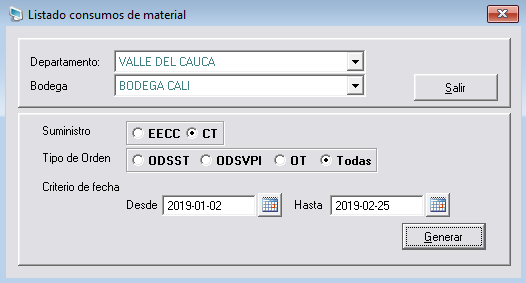 Listado consumos de material
Departamento: VALLE DEL CAUCA
Bodega BODEGA CALI
Salir
Suministro EECC CT
Tipo de Orden ODSST ODSVPI OT Todas
Criterio de fecha
Desde 2019-01-02 Hasta 2019-02-25
Generar